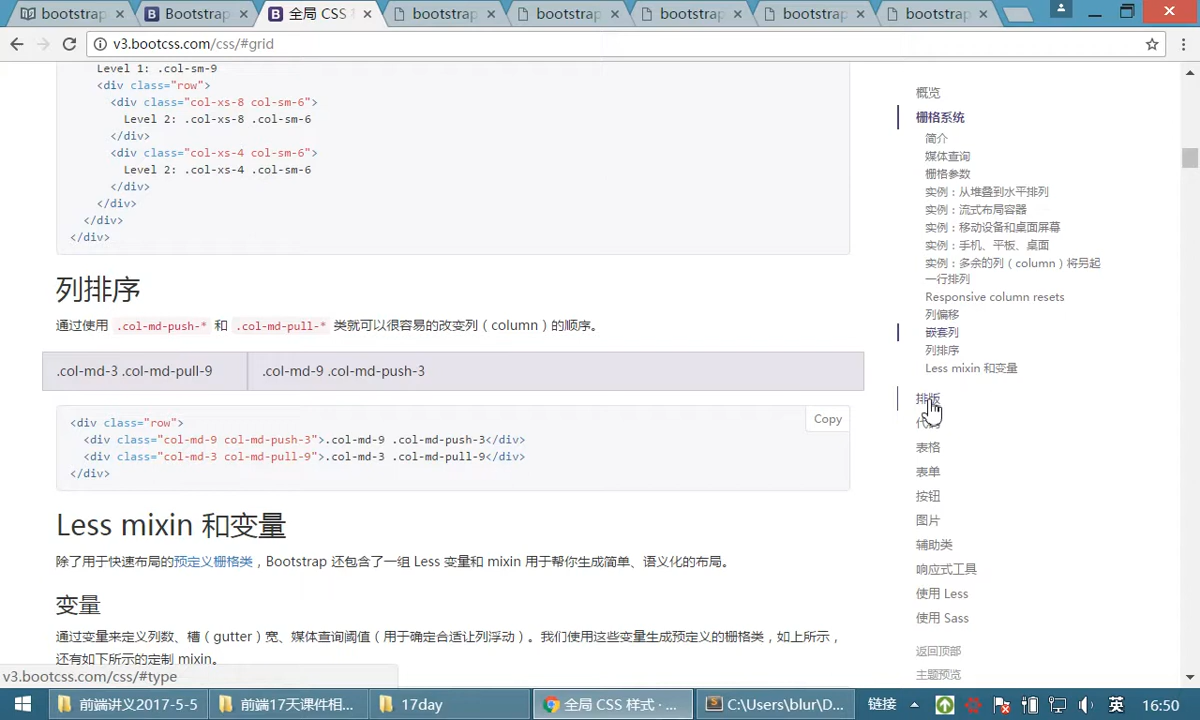 bootstrap
Bootstrap
全局 CSS
bootstrap
bootstrap
bootstrap
bootstrap
bootstrap
v3.bootcss.com/css/#grid
Level 1: .col-sm-9
<div class="row">
<div class="col-xs-8 col-sm-6">
Level 2: .col-xs-8 .col-sm-6
</div>
<div class="col-xs-4 col-sm-6">
Level 2: .col-xs-4 .col-sm-6
</div>
</div>
</div>
</div>
列排序
通过使用 .col-md-push-* 和 .col-md-pull-* 类就可以很容易的改变列（column）的顺序。
.col-md-3 .col-md-pull-9
.col-md-9 .col-md-push-3
Copy
<div class="row">
<div class="col-md-9 col-md-push-3">.col-md-9 .col-md-push-3</div>
<div class="col-md-3 col-md-pull-9">.col-md-3 .col-md-pull-9</div>
</div>
Less mixin 和变量
除了用于快速布局的预定义栅格类，Bootstrap 还包含了一组 Less 变量和 mixin 用于帮你生成简单、语义化的布局。
变量
通过变量来定义列数、槽（gutter）宽、媒体查询阈值（用于确定合适让列浮动）。我们使用这些变量生成预定义的栅格类，如上所示，
还有如下所示的定制 mixin。
概览
栅格系统
简介
媒体查询
栅格参数
实例：从堆叠到水平排列
实例：流式布局容器
实例：移动设备和桌面屏幕
实例：手机、平板、桌面
实例：多余的列（column）将另起
一行排列
Responsive column resets
列偏移
嵌套列
列排序
Less mixin 和变量
排版
代码
表格
表单
按钮
图片
辅助类
响应式工具
使用 Less
使用 Sass
返回顶部
主题预览
v3.bootcss.com/css/#type
前端讲义2017-5-5
前端17天课件相...
17day
全局 CSS 样式 · ...
C:\Users\blur\D...
链接
英
16:50